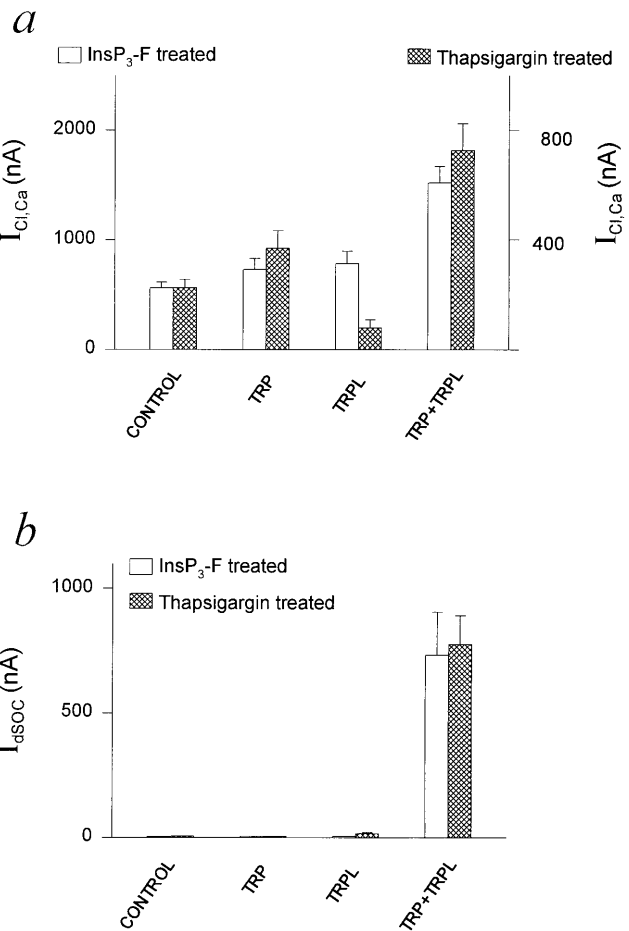 a
InsP3-F treated
Thapsigargin treated
2000
1000
0
800
400
ICl,Ca (nA)
ICl,Ca (nA)
CONTROL
TRP
TRPL
TRP+TRPL
b
InsP3-F treated
Thapsigargin treated
1000
500
0
IdSOC (nA)
CONTROL
TRP
TRPL
TRP+TRPL